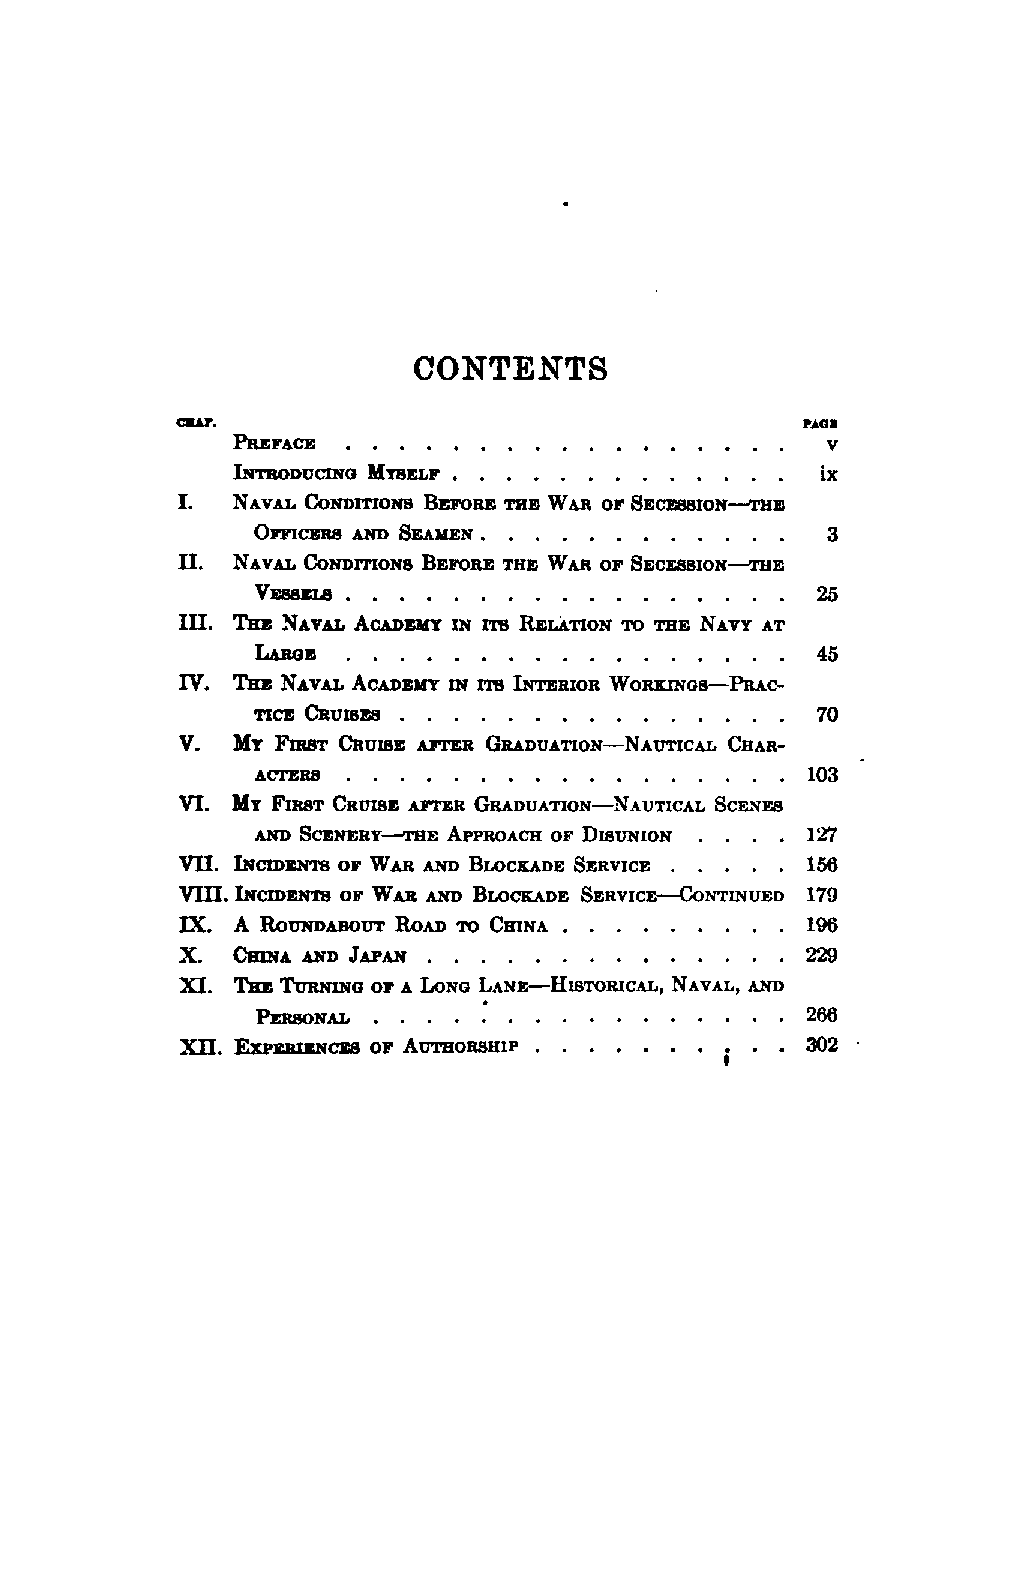 CONTENTS
CHAP. PAGE
PREFACE . . . . . . . . . . . . . . . . . V
INTRODUCING MYSELF . . . . . . . . . . . . . ix
I. NAVAL CONDITIONS BEFORE THE WAR OF SECESSION—THE
OFFICERS AND SEAMEN . . . . . . . . . . . . 3
II. NAVAL CONDITIONS BEFORE THE WAR OF SECESSION—THE
VESSELS . . . . . . . . . . . . . . . . . 25
III. THE NAVAL ACADEMY IN ITS RELATION TO THE NAVY AT
LARGE . . . . . . . . . . . . . . . . . 45
IV. THE NAVAL ACADEMY IN ITS INTERIOR WORKINGS—PRAC-
TICE CRUISES . . . . . . . . . . . . . . . 70
V. MY FIRST CRUISE AFTER GRADUATION—NAUTICAL CHAR-
ACTERS . . . . . . . . . . . . . . . . . 103
VI. MY FIRST CRUISE AFTER GRADUATION—NAUTICAL SCENES
AND SCENERY—THE APPROACH OF DISUNION . . . . 127
VII. INCIDENTS OF WAR AND BLOCKADE SERVICE . . . . . 156
VIII. INCIDENTS OF WAR AND BLOCKADE SERVICE—CONTINUED 179
IX. A ROUNDABOUT ROAD TO CHINA . . . . . . . . . 196
X. CHINA AND JAPAN . . . . . . . . . . . . . . 229
XI. THE TURNING OF A LONG LANE—HISTORICAL, NAVAL, AND
PERSONAL . . . . . . . . . . . . . . . . 266
XII. EXPERIENCES OF AUTHORSHIP . . . . . . . . . . 302